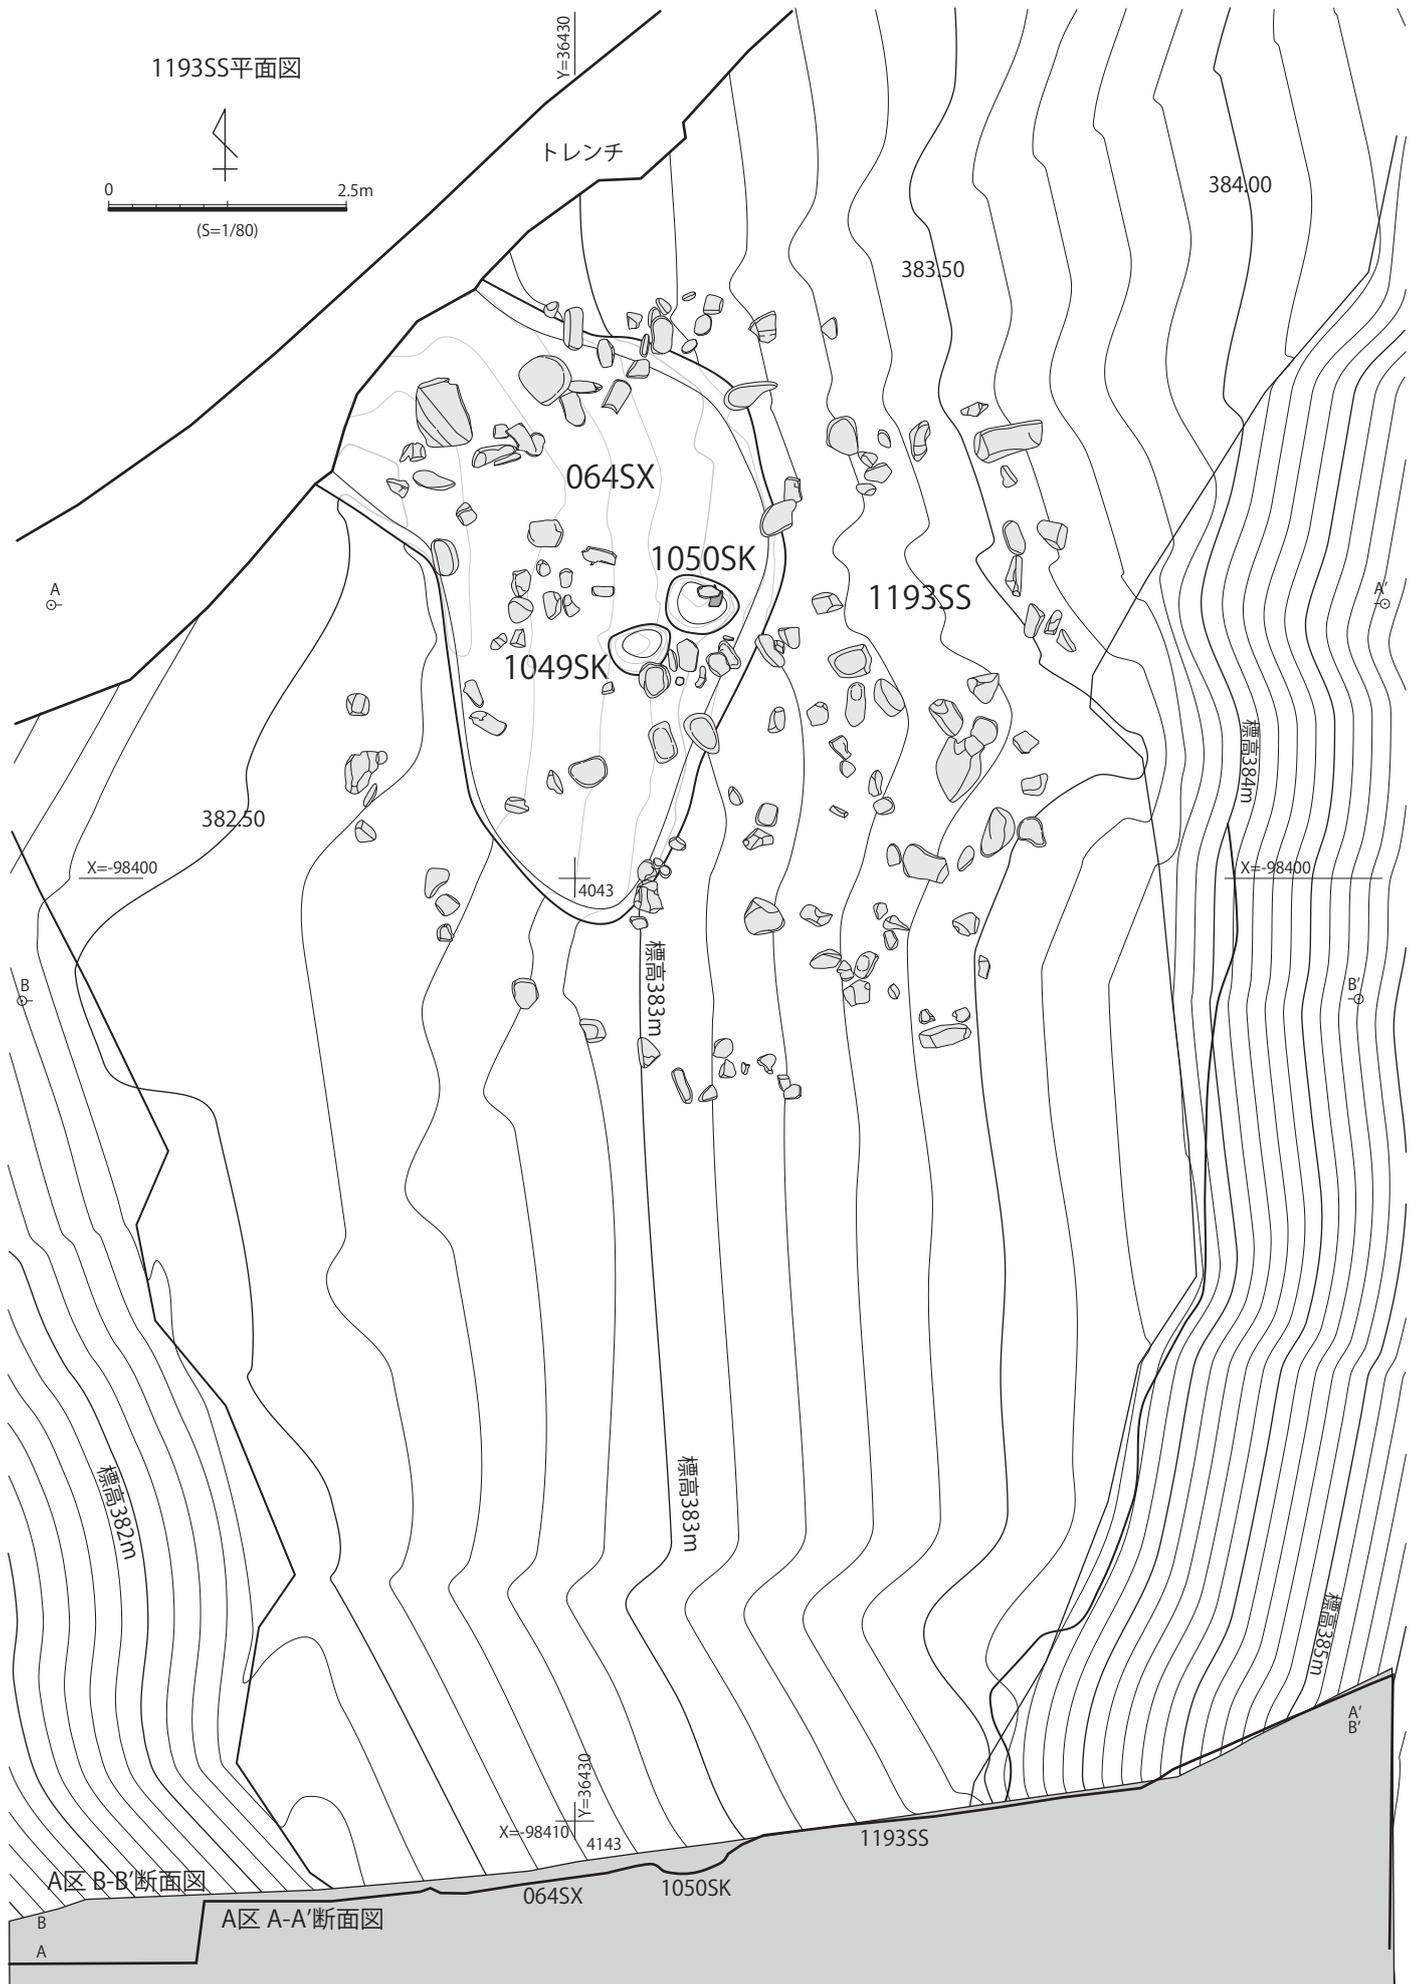 1193SS平面図
0
2.5m
(S=1/80)
Y=36430
トレンチ
384.00
383.50
064SX
1050SK
1193SS
1049SK
A
A′
標高384m
382.50
X=-98400
X=-98400
4043
標高383m
B
B′
標高383m
標高382m
標高385m
Y=36430
X=-98410
4143
A′
B′
1193SS
1050SK
064SX
A区 B-B′断面図
A区 A-A′断面図
B
A